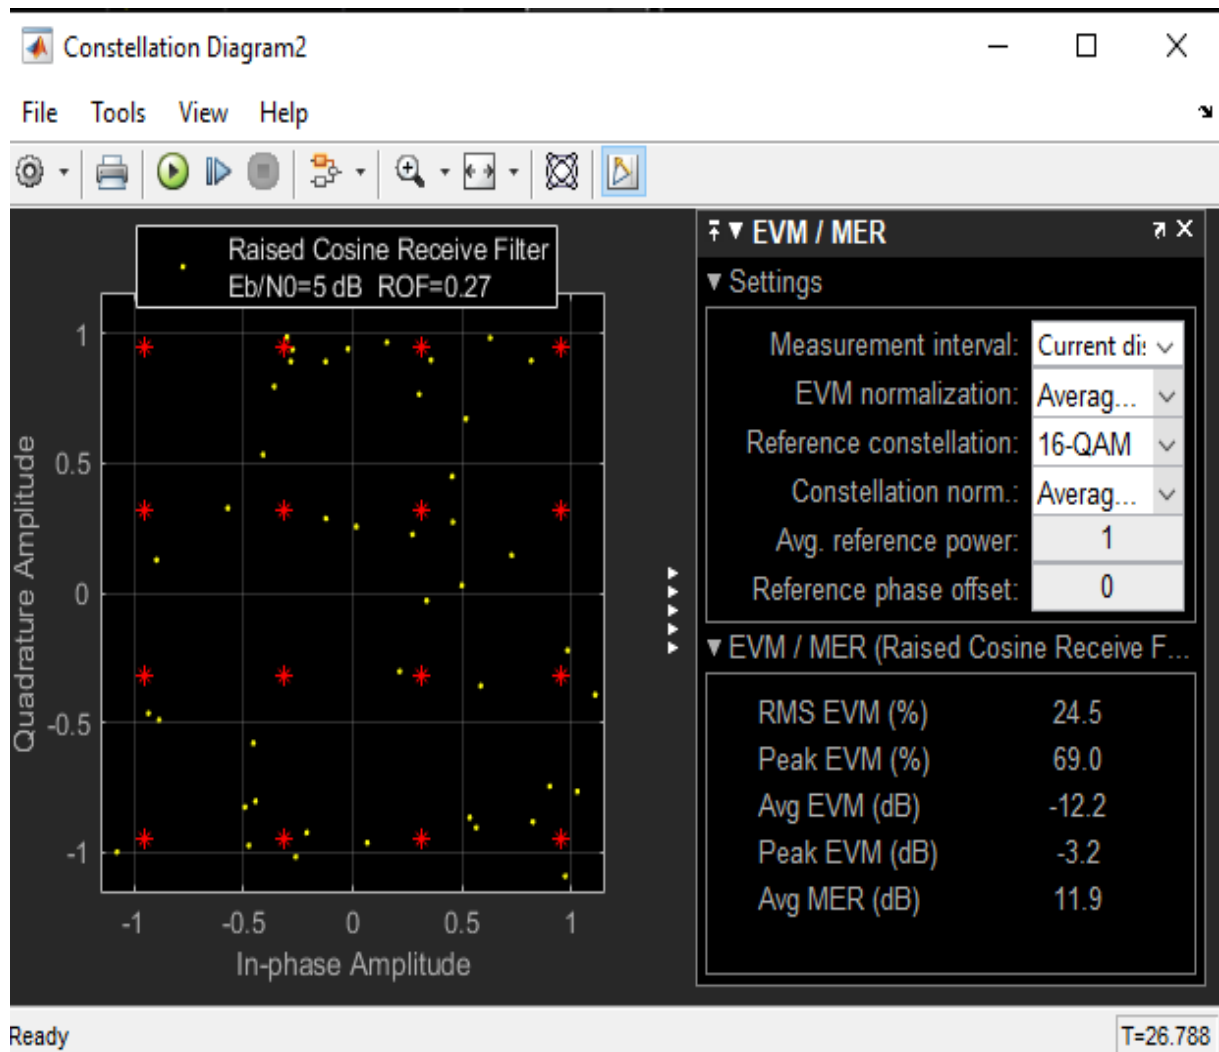 Constellation Diagram2
File Tools View Help
Raised Cosine Receive Filter
Eb/N0=5 dB ROF=0.27
1
0.5
0
-0.5
-1
Quadrature Amplitude
-1 -0.5 0 0.5 1
In-phase Amplitude
EVM / MER
Settings
Measurement interval: Current di
EVM normalization: Averag...
Reference constellation: 16-QAM
Constellation norm.: Averag...
Avg. reference power: 1
Reference phase offset: 0
EVM / MER (Raised Cosine Receive F...
RMS EVM (%) 24.5
Peak EVM (%) 69.0
Avg EVM (dB) -12.2
Peak EVM (dB) -3.2
Avg MER (dB) 11.9
Ready
T=26.788